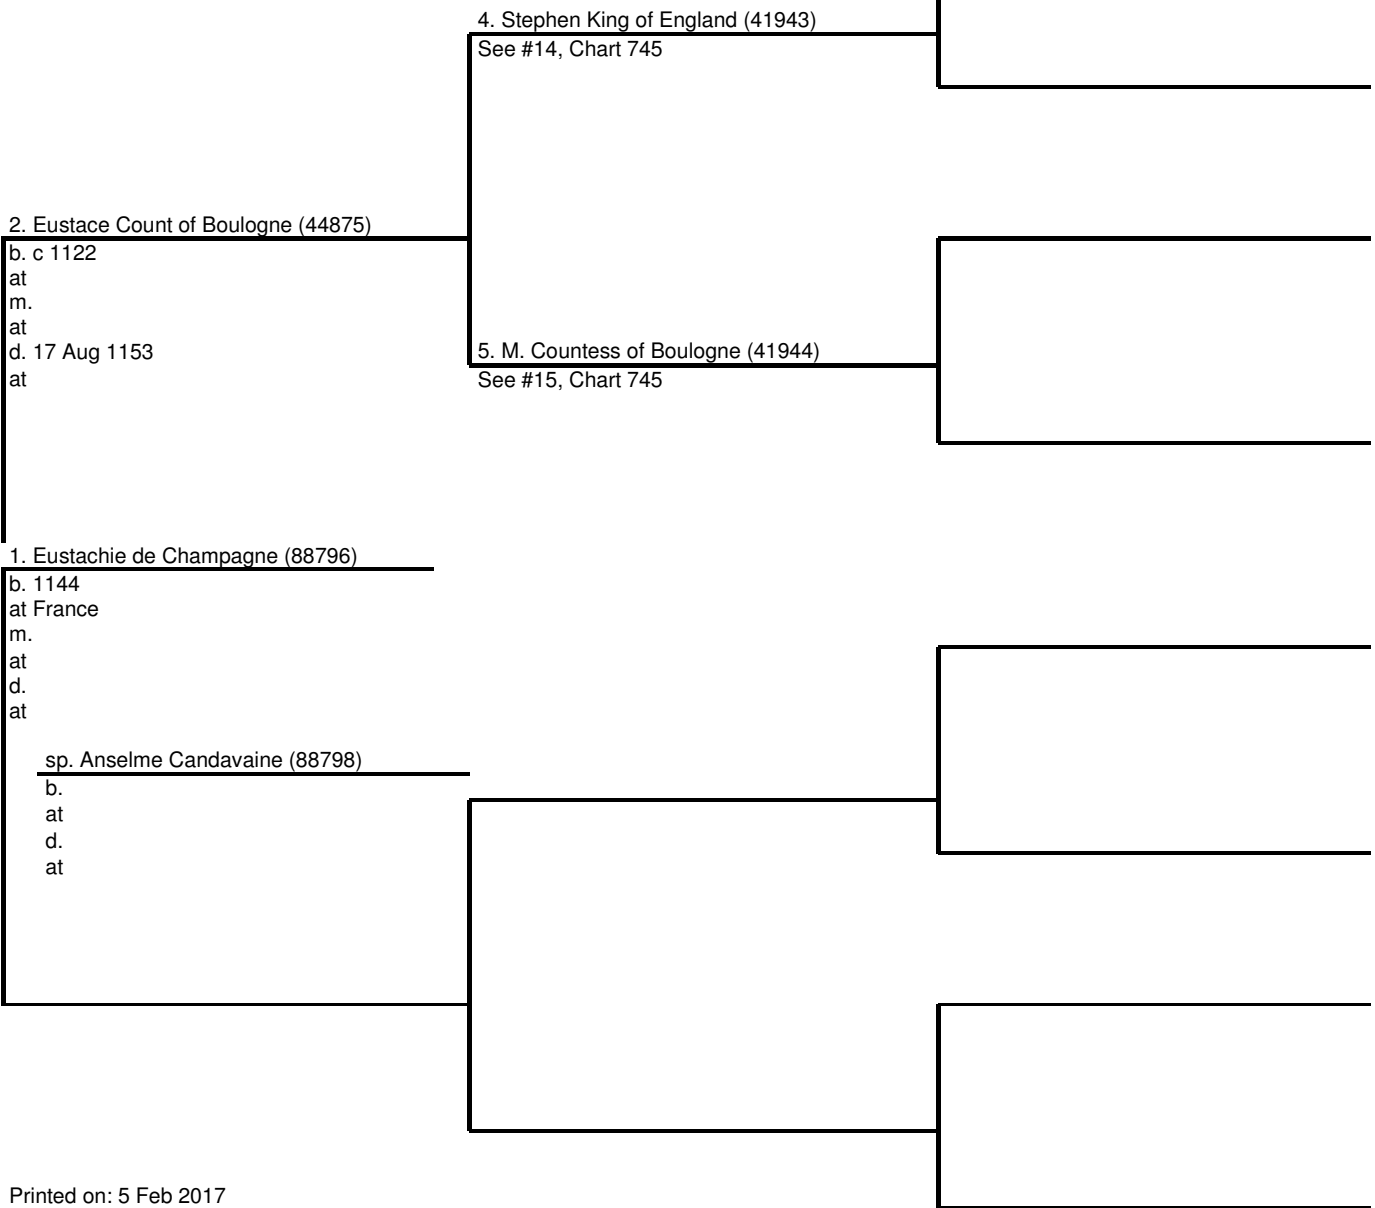 4. Stephen King of England (41943)
See #14, Chart 745
2. Eustace Count of Boulogne (44875)
b. c 1122
at
m.
at
d. 17 Aug 1153
at
5. M. Countess of Boulogne (41944)
See #15, Chart 745
1. Eustachie de Champagne (88796)
b. 1144
at France
m.
at
d.
at
sp. Anselme Candavaine (88798)
b.
at
d.
at
Printed on: 5 Feb 2017